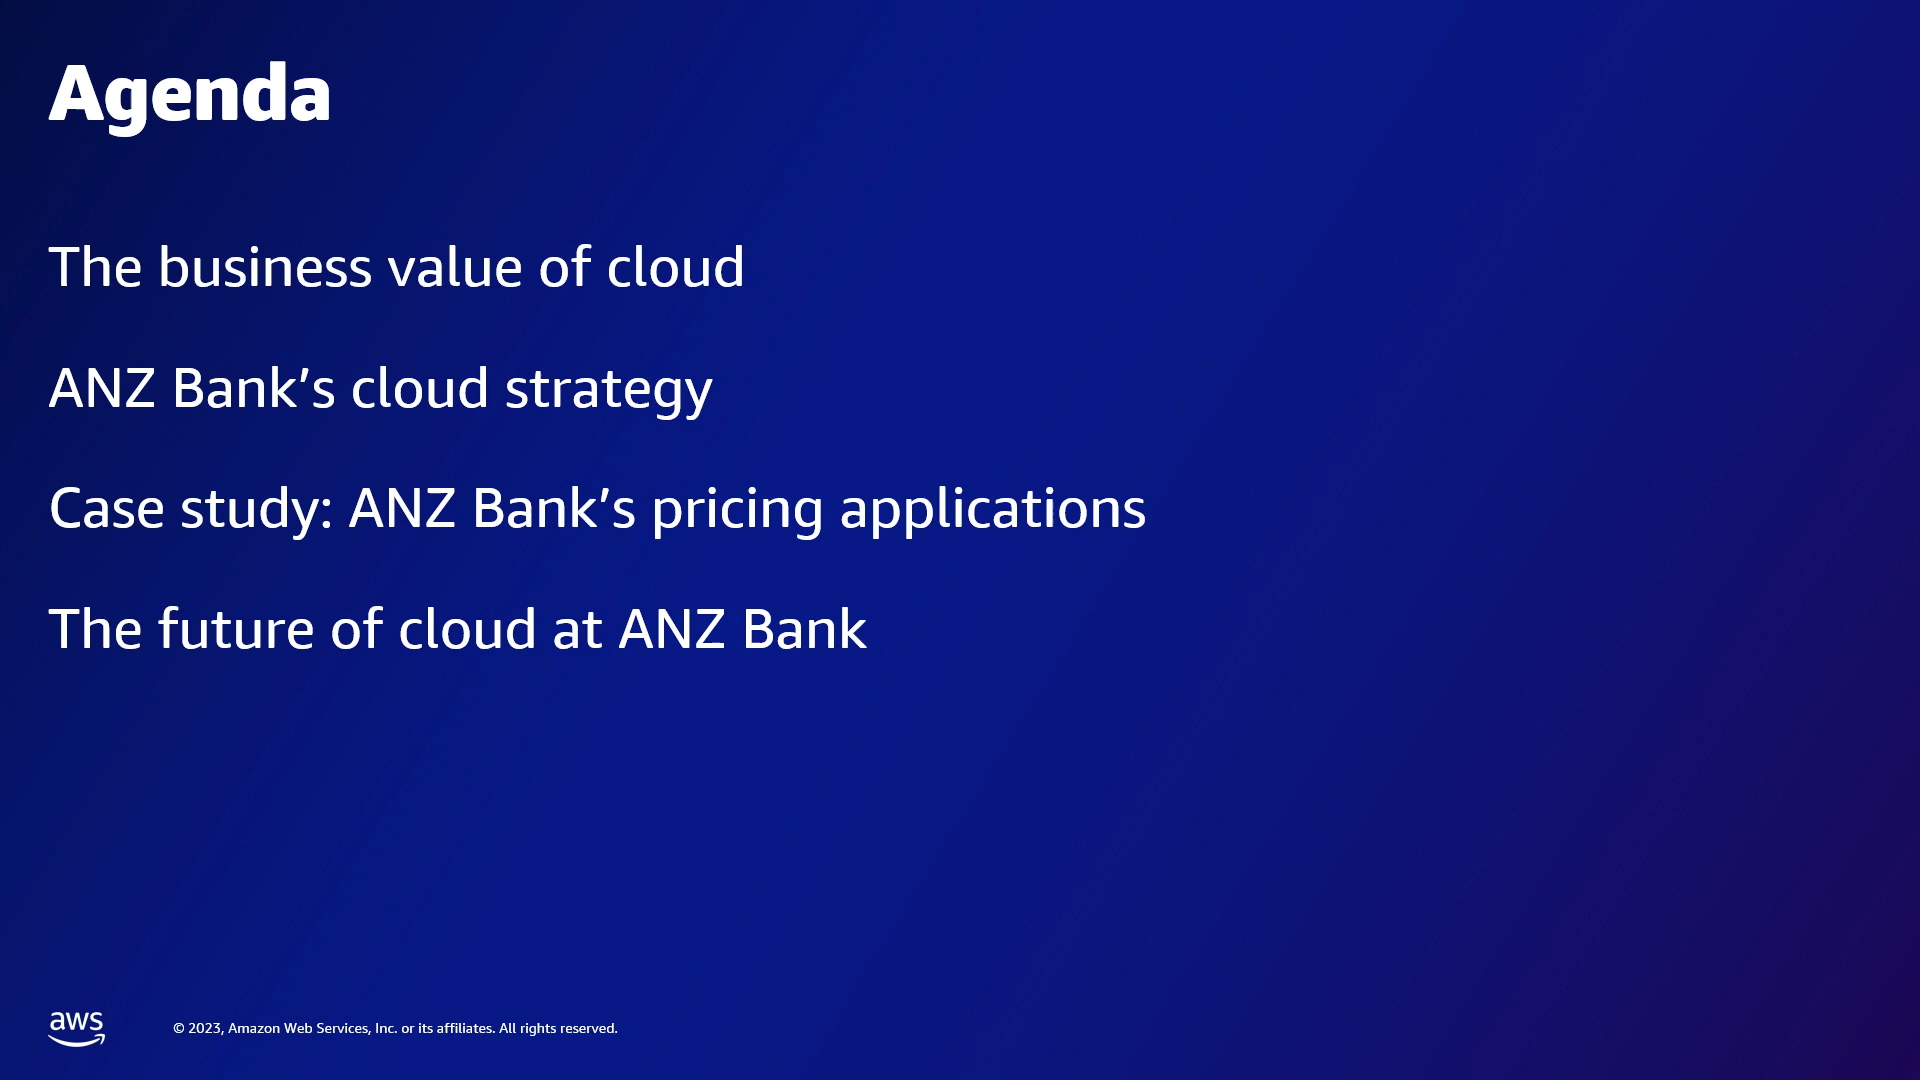 Agenda
The business value of cloud
ANZ Bank’s cloud strategy
Case study: ANZ Bank’s pricing applications
The future of cloud at ANZ Bank
aws
© 2023, Amazon Web Services, Inc. or its affiliates. All rights reserved.